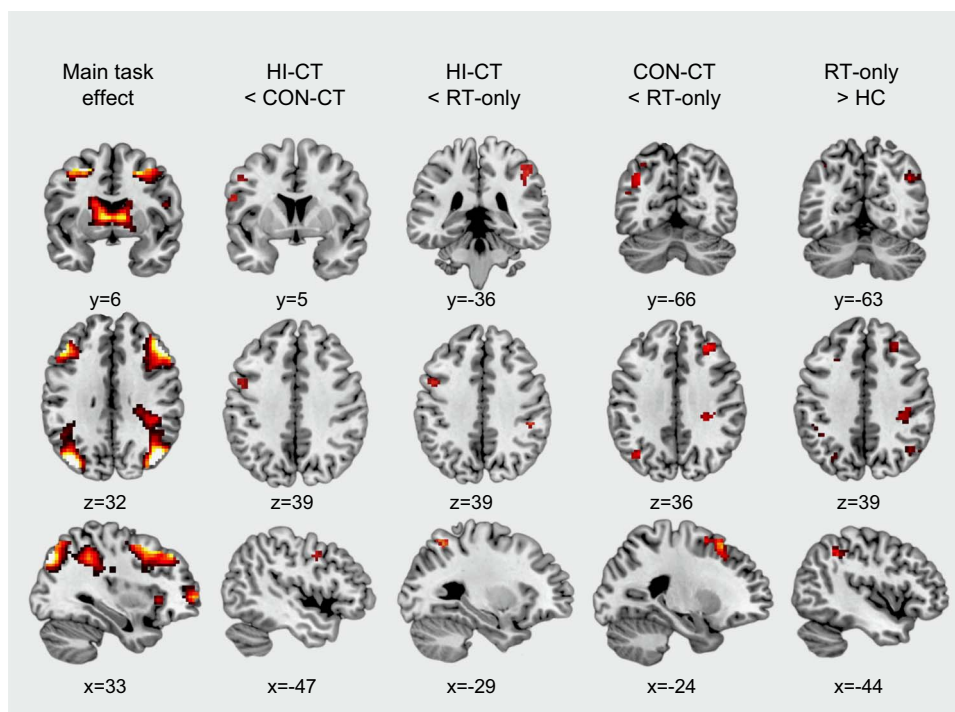 Main task
effect
HI-CT
< CON-CT
HI-CT
< RT-only
CON-CT
< RT-only
RT-only
> HC
y=6
y=5
y=-36
y=-66
y=-63
z=32
z=39
z=39
z=36
z=39
x=33
x=-47
x=-29
x=-24
x=-44